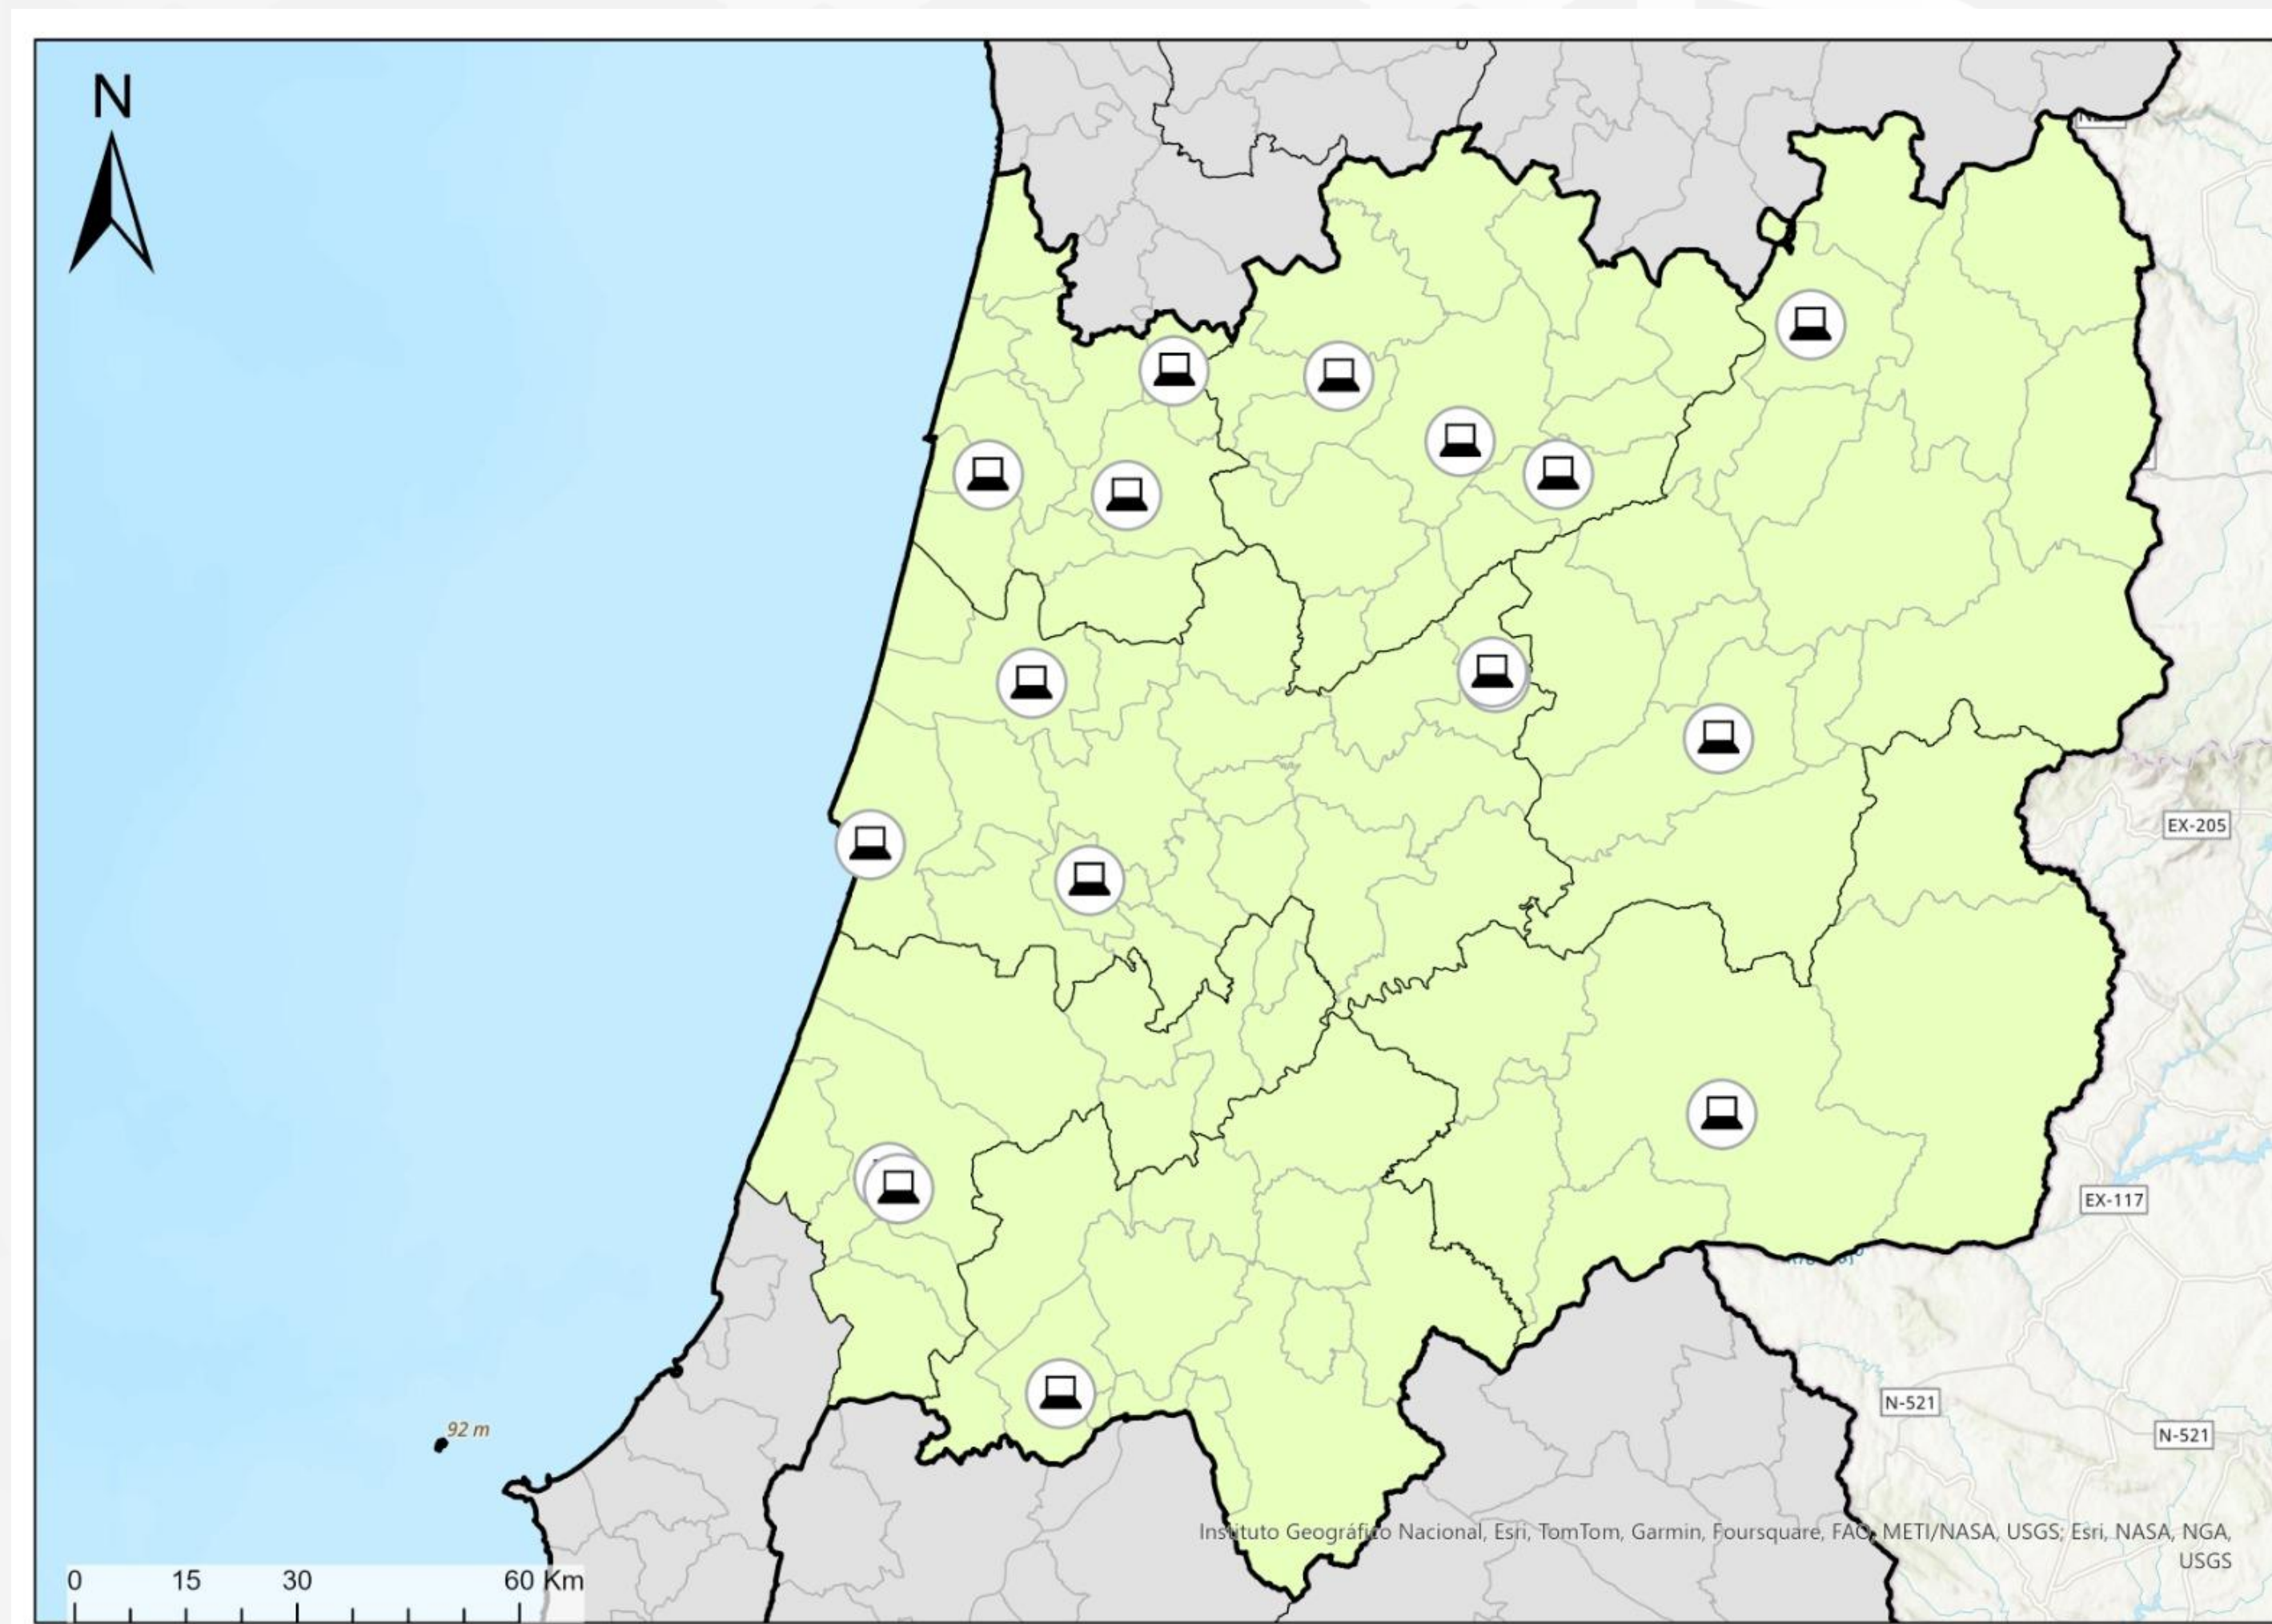 N
EX-205
EX-117
N-521
N-521
92 m
Instituto Geográfico Nacional, Esri, TomTom, Garmin, Foursquare, FAO, METI/NASA, USGS; Esri, NASA, NGA,
USGS
0 15 30 60 Km